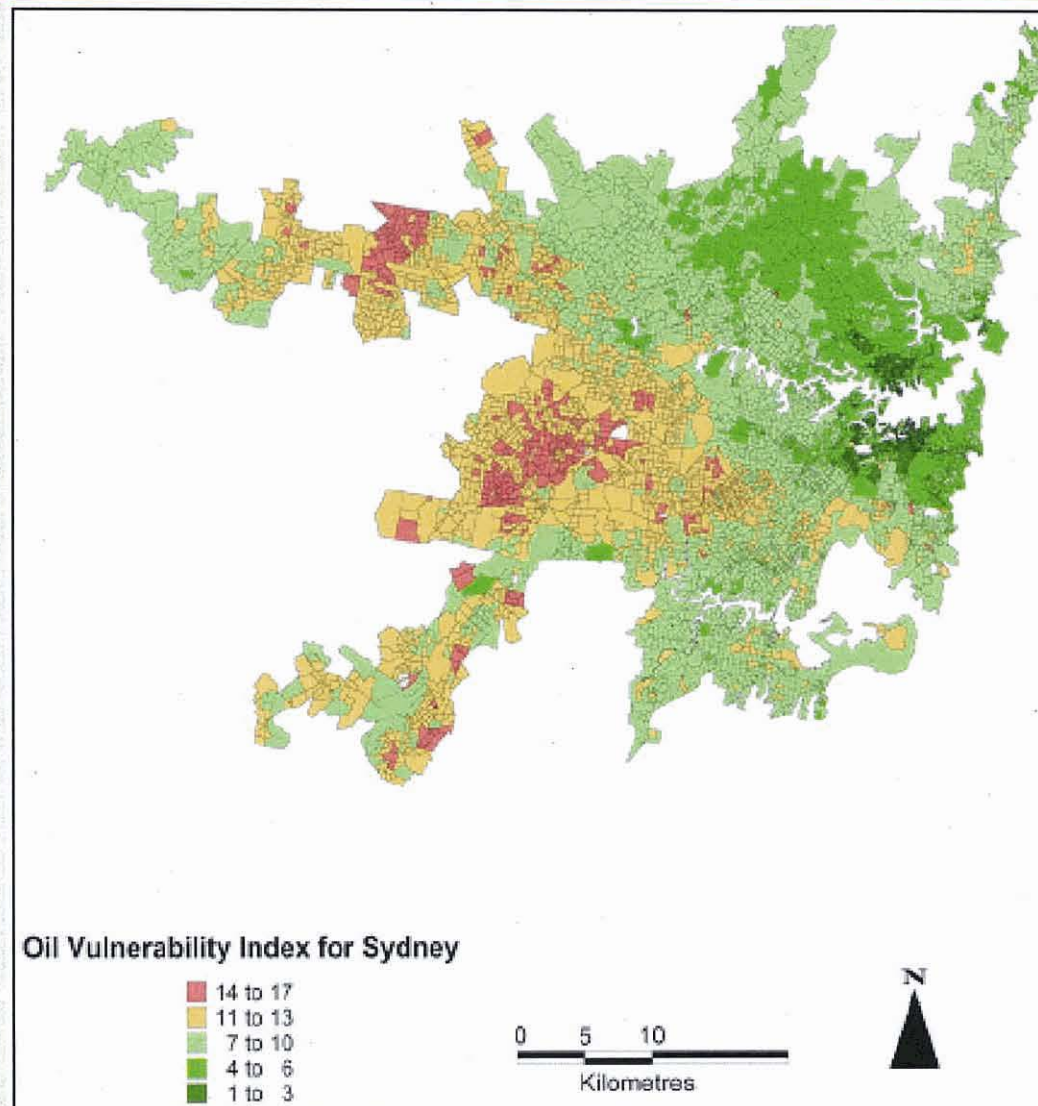 Oil Vulnerability Index for Sydney
14 to 17
11 to 13
7 to 10
4 to 6
1 to 3
0 5 10
Kilometres
N